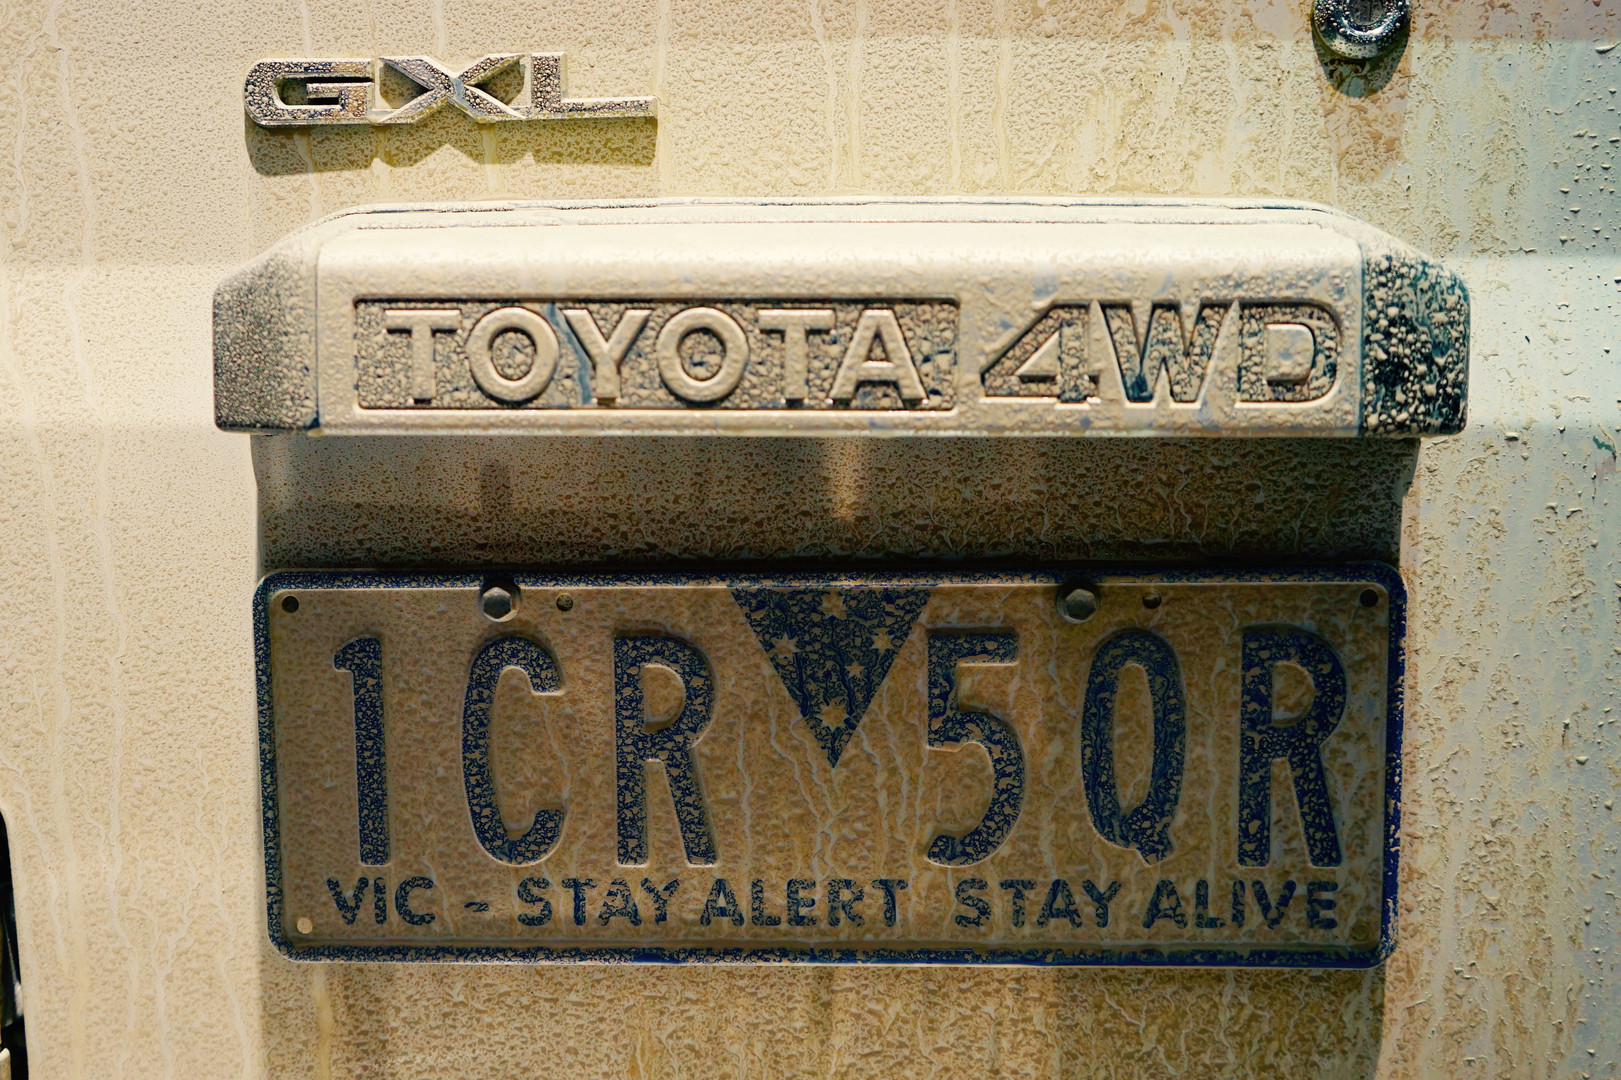 GXL
TOYOTA 4WD
1CR 5QR
VIC - STAY ALERT STAY ALIVE